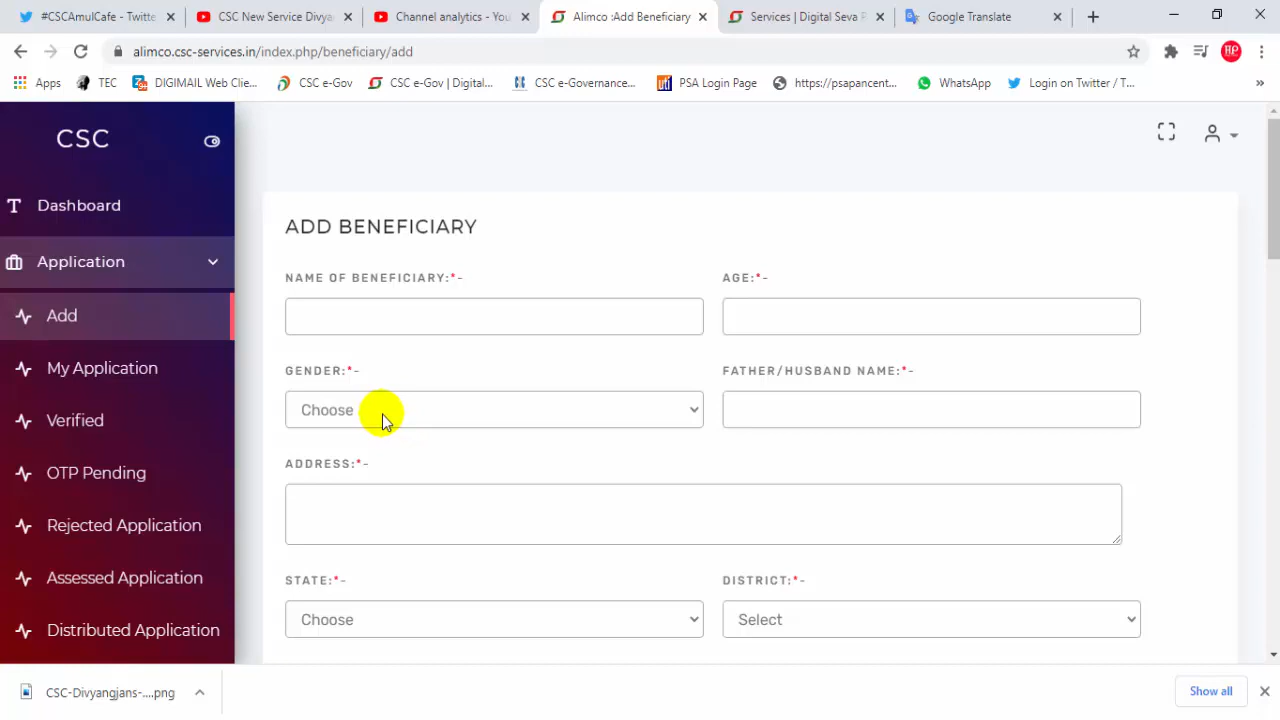 #CSCAmulCafe - Twitte
CSC New Service Divya
Channel analytics - You
Alimco :Add Beneficiary
Services | Digital Seva P
Google Translate
alimco.csc-services.in/index.php/beneficiary/add
Apps
TEC
DIGIMAIL Web Clie...
CSC e-Gov
CSC e-Gov | Digital...
CSC e-Governance...
uti
PSA Login Page
https://psapancent...
WhatsApp
Login on Twitter / T...
»
CSC
Dashboard
Application
Add
My Application
Verified
OTP Pending
Rejected Application
Assessed Application
Distributed Application
ADD BENEFICIARY
NAME OF BENEFICIARY:*-
AGE:*-
GENDER:*-
FATHER/HUSBAND NAME:*-
Choose
ADDRESS:*-
STATE:*-
DISTRICT:*-
Choose
Select
CSC-Divyangjans-....png
Show all